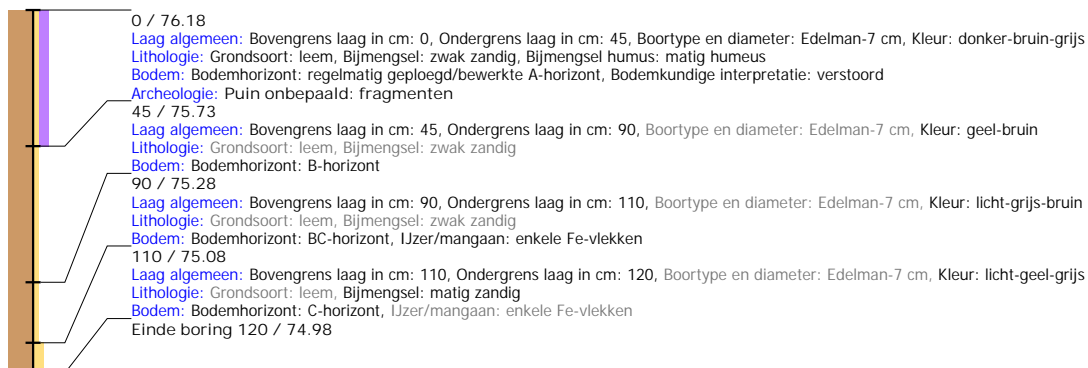 0 / 76.18
Laag algemeen: Bovengrens laag in cm: 0, Ondergrens laag in cm: 45, Boortype en diameter: Edelman-7 cm, Kleur: donker-bruin-grijs
Lithologie: Grondsoort: leem, Bijmengsel: zwak zandig, Bijmengsel humus: matig humeus
Bodem: Bodemhorizont: regelmatig geploegd/bewerkte A-horizont, Bodemkundige interpretatie: verstoord
Archeologie: Puin onbepaald: fragmenten
45 / 75.73
Laag algemeen: Bovengrens laag in cm: 45, Ondergrens laag in cm: 90, Boortype en diameter: Edelman-7 cm, Kleur: geel-bruin
Lithologie: Grondsoort: leem, Bijmengsel: zwak zandig
Bodem: Bodemhorizont: B-horizont
90 / 75.28
Laag algemeen: Bovengrens laag in cm: 90, Ondergrens laag in cm: 110, Boortype en diameter: Edelman-7 cm, Kleur: licht-grijs-bruin
Lithologie: Grondsoort: leem, Bijmengsel: zwak zandig
Bodem: Bodemhorizont: BC-horizont, IJzer/mangaan: enkele Fe-vlekken
110 / 75.08
Laag algemeen: Bovengrens laag in cm: 110, Ondergrens laag in cm: 120, Boortype en diameter: Edelman-7 cm, Kleur: licht-geel-grijs
Lithologie: Grondsoort: leem, Bijmengsel: matig zandig
Bodem: Bodemhorizont: C-horizont, IJzer/mangaan: enkele Fe-vlekken
Einde boring 120 / 74.98